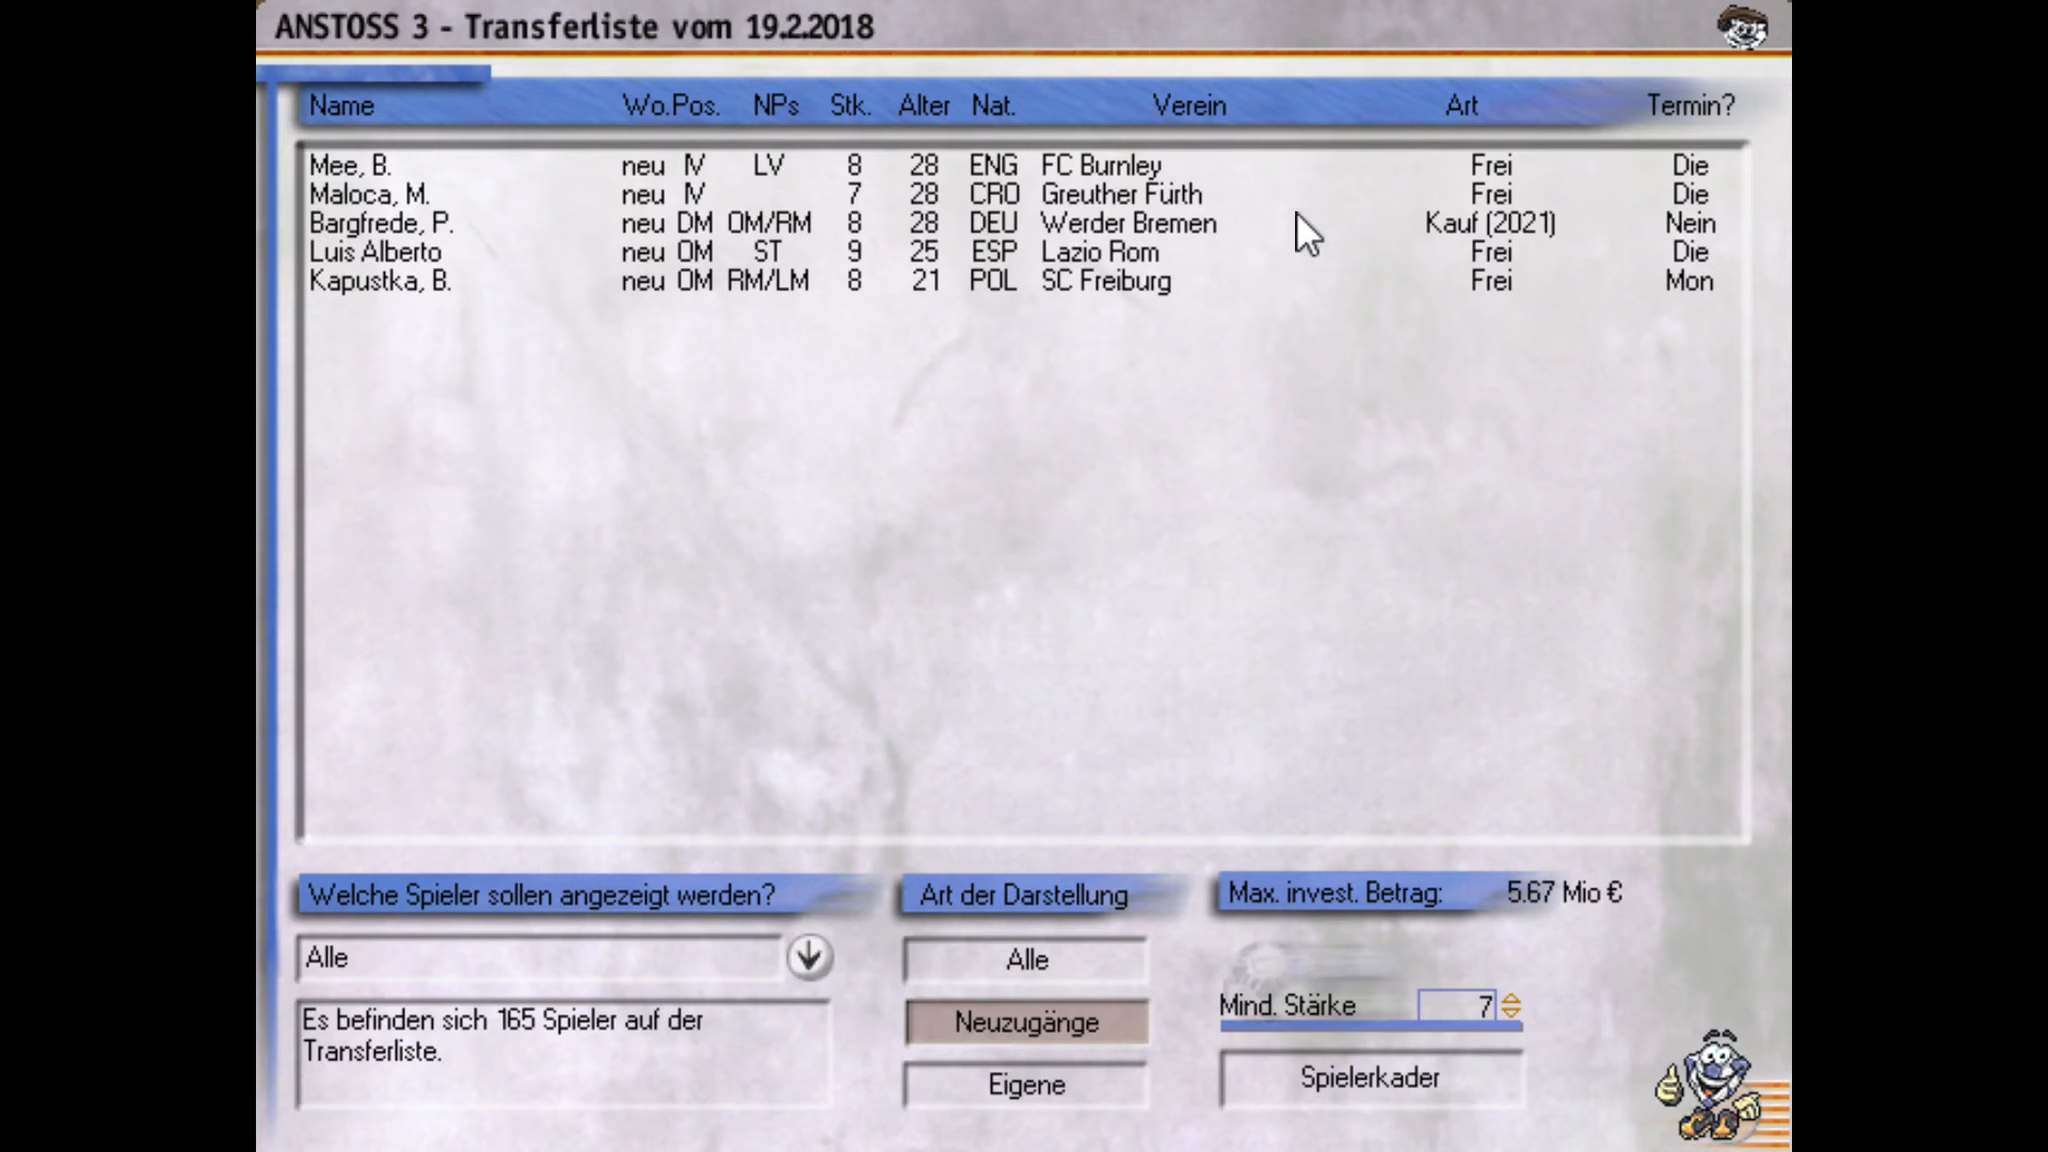 ANSTOSS 3 - Transferliste vom 19.2.2018
Name Wo. Pos. NPs Stk. Alter Nat. Verein Art Termin?
Mee, B. neu IV LV 8 28 ENG FC Burnley Frei Die
Maloca, M. neu IV 7 28 CRO Greuther Fürth Frei Die
Bargfrede, P. neu DM OM/RM 8 28 DEU Werder Bremen Kauf (2021) Nein
Luis Alberto neu OM ST 9 25 ESP Lazio Rom Frei Die
Kapustka, B. neu OM RM/LM 8 21 POL SC Freiburg Frei Mon
Welche Spieler sollen angezeigt werden?
Alle
Es befinden sich 165 Spieler auf der
Transferliste.
Art der Darstellung
Alle
Neuzugänge
Eigene
Max. invest. Betrag: 5.67 Mio €
Mind. Stärke 7
Spielerkader